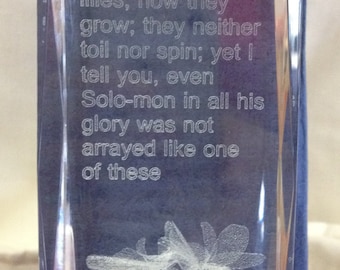 lilies, how they
grow; they neither
toil nor spin; yet I
tell you, even
Solo-mon in all his
glory was not
arrayed like one
of these